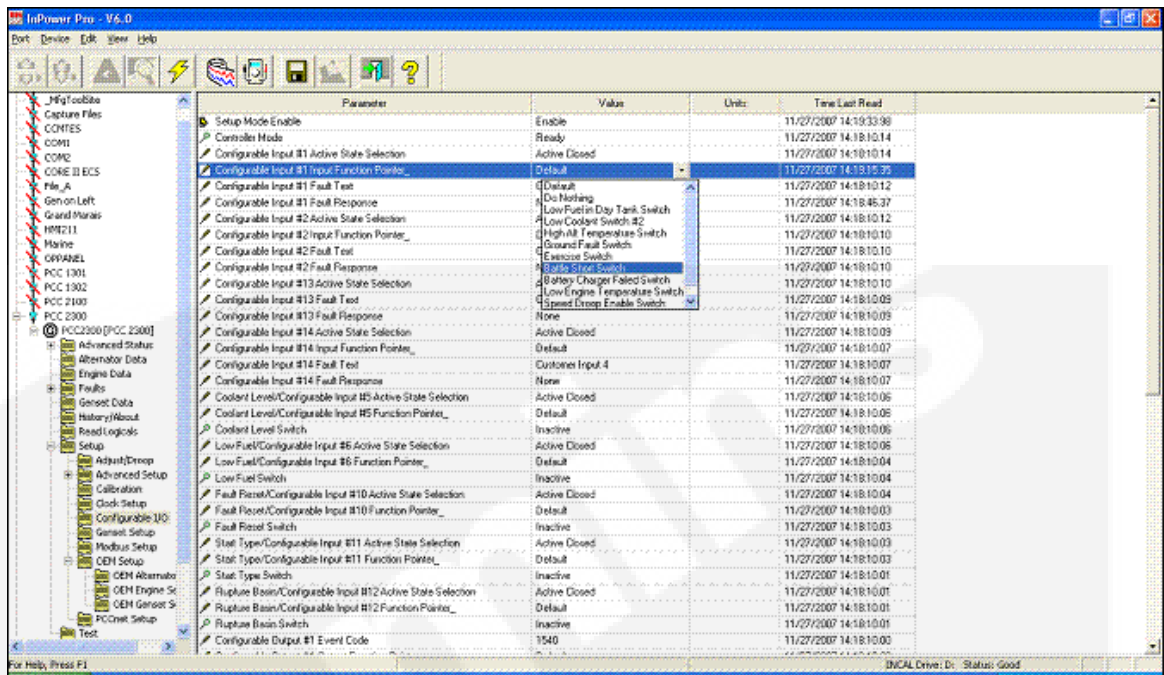 InPower Pro - V6.0
Port Device Edit View Help
_MfgToolSite
Capture Files
CCMTES
COM1
COM2
CORE II ECS
File_A
Gen on Left
Grand Marais
HMI211
Marine
OPPANEL
PCC 1301
PCC 1302
PCC 2100
PCC 2300
PCC2300 [PCC 2300]
Advanced Status
Alternator Data
Engine Data
Faults
Genset Data
History/About
Read Logicals
Setup
Adjust/Droop
Advanced Setup
Calibration
Clock Setup
Configurable I/O
Genset Setup
Modbus Setup
OEM Setup
OEM Alternato
OEM Engine Se
OEM Genset S
PCCnet Setup
Test
Parameter Value Units Time Last Read
Setup Mode Enable Enable 11/27/2007 14:19:33:98
Controller Mode Ready 11/27/2007 14:18:10:14
Configurable Input #1 Active State Selection Active Closed 11/27/2007 14:18:10:14
Configurable Input #1 Input Function Pointer_ Default 11/27/2007 14:19:15:35
Configurable Input #1 Fault Text 11/27/2007 14:18:10:12
Configurable Input #1 Fault Response 11/27/2007 14:18:46:37
Configurable Input #2 Active State Selection 11/27/2007 14:18:10:12
Configurable Input #2 Input Function Pointer_ 11/27/2007 14:18:10:10
Configurable Input #2 Fault Text 11/27/2007 14:18:10:10
Configurable Input #2 Fault Response 11/27/2007 14:18:10:10
Configurable Input #13 Active State Selection 11/27/2007 14:18:10:10
Configurable Input #13 Fault Text 11/27/2007 14:18:10:09
Default
Do Nothing
Low Fuel in Day Tank Switch
Low Coolant Switch #2
High Alt Temperature Switch
Ground Fault Switch
Exercise Switch
Battle Short Switch
Battery Charger Failed Switch
Low Engine Temperature Switch
Speed Droop Enable Switch
Configurable Input #13 Fault Response None 11/27/2007 14:18:10:09
Configurable Input #14 Active State Selection Active Closed 11/27/2007 14:18:10:09
Configurable Input #14 Input Function Pointer_ Default 11/27/2007 14:18:10:07
Configurable Input #14 Fault Text Customer Input 4 11/27/2007 14:18:10:07
Configurable Input #14 Fault Response None 11/27/2007 14:18:10:07
Coolant Level/Configurable Input #5 Active State Selection Active Closed 11/27/2007 14:18:10:06
Coolant Level/Configurable Input #5 Function Pointer_ Default 11/27/2007 14:18:10:06
Coolant Level Switch Inactive 11/27/2007 14:18:10:06
Low Fuel/Configurable Input #6 Active State Selection Active Closed 11/27/2007 14:18:10:06
Low Fuel/Configurable Input #6 Function Pointer_ Default 11/27/2007 14:18:10:04
Low Fuel Switch Inactive 11/27/2007 14:18:10:04
Fault Reset/Configurable Input #10 Active State Selection Active Closed 11/27/2007 14:18:10:04
Fault Reset/Configurable Input #10 Function Pointer_ Default 11/27/2007 14:18:10:03
Fault Reset Switch Inactive 11/27/2007 14:18:10:03
Start Type/Configurable Input #11 Active State Selection Active Closed 11/27/2007 14:18:10:03
Start Type/Configurable Input #11 Function Pointer_ Default 11/27/2007 14:18:10:03
Start Type Switch Inactive 11/27/2007 14:18:10:01
Rupture Basin/Configurable Input #12 Active State Selection Active Closed 11/27/2007 14:18:10:01
Rupture Basin/Configurable Input #12 Function Pointer_ Default 11/27/2007 14:18:10:01
Rupture Basin Switch Inactive 11/27/2007 14:18:10:01
Configurable Output #1 Event Code 1540 11/27/2007 14:18:10:00
For Help, Press F1
INCAL Drive: D: Status: Good